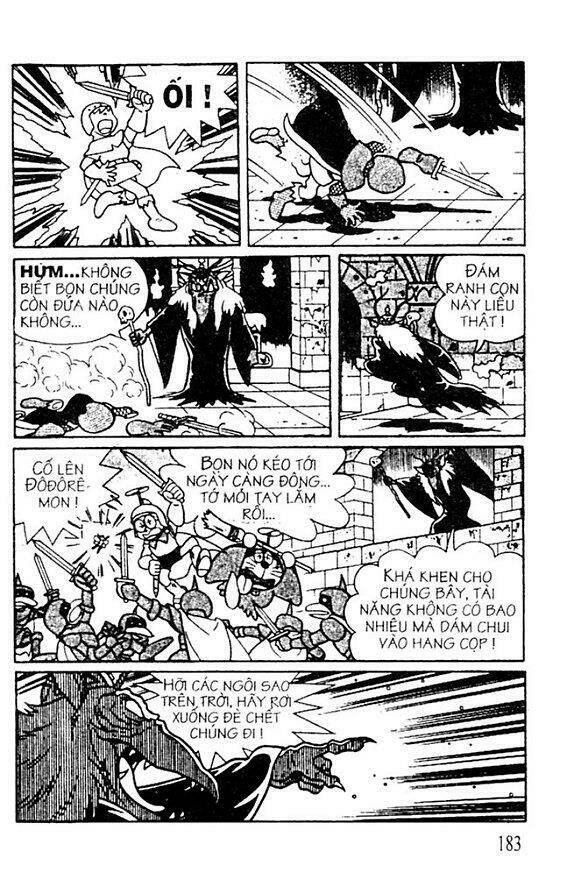 ỐI !
HỪM...KHÔNG
BIẾT BỌN CHÚNG
CÒN ĐỨA NÀO
KHÔNG...
ĐÁM
RANH CON
NÀY LIỀU
THẬT !
CỐ LÊN
ĐÔĐÔRÊ-
MON !
BỌN NÓ KÉO TỚI
NGÀY CÀNG ĐÔNG...
TỚ MỎI TAY LẮM
RỒI...
KHÁ KHEN CHO
CHÚNG BÂY, TÀI
NĂNG KHÔNG CÓ BAO
NHIÊU MÀ DÁM CHUI
VÀO HANG CỌP !
HỠI CÁC NGÔI SAO
TRÊN TRỜI, HÃY RƠI
XUỐNG ĐÈ CHẾT
CHÚNG ĐI !
183